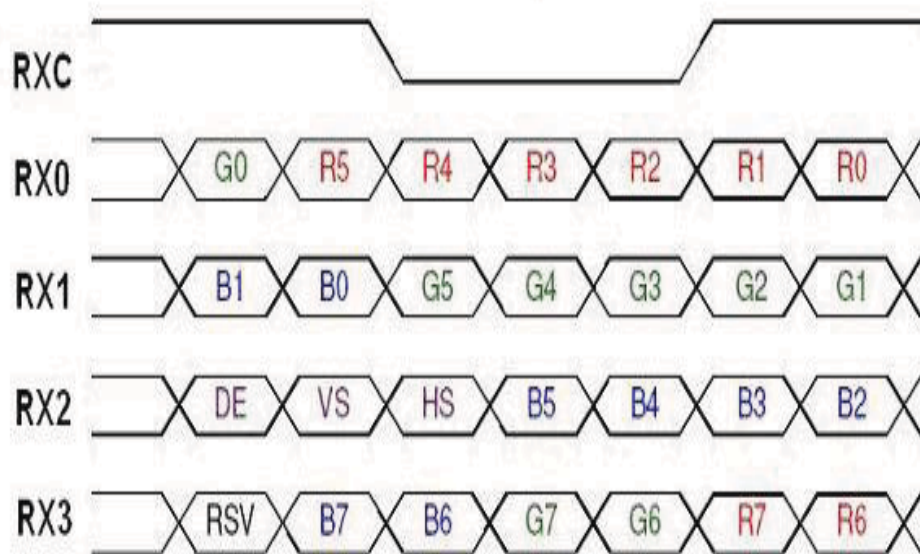 RXC
RX0 G0 R5 R4 R3 R2 R1 R0
RX1 B1 B0 G5 G4 G3 G2 G1
RX2 DE VS HS B5 B4 B3 B2
RX3 RSV B7 B6 G7 G6 R7 R6